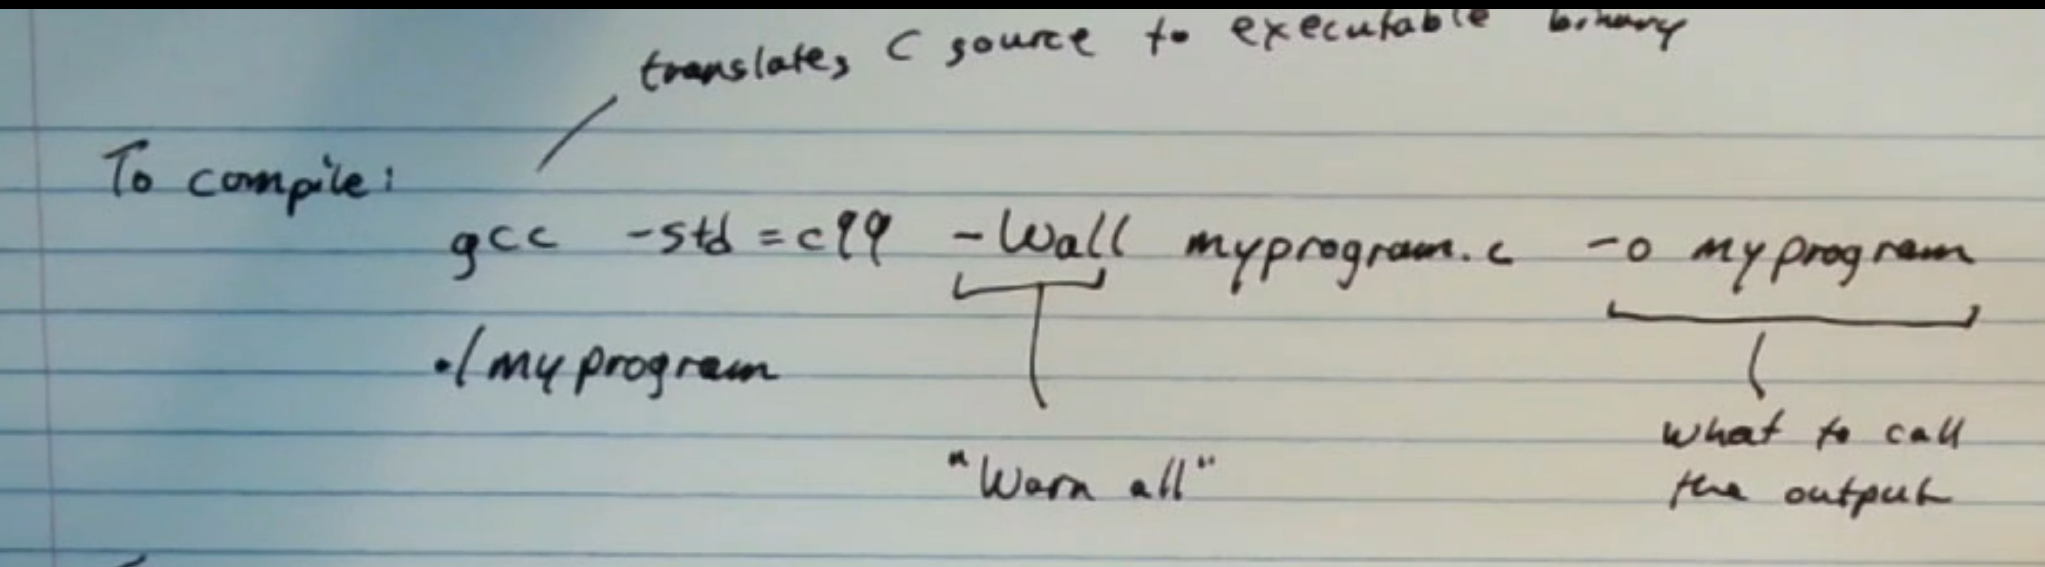 translates C source to executable binary
To compile:
gcc -std=c99 -Wall myprogram.c -o myprogram
./myprogram
"Warn all"
what to call
the output